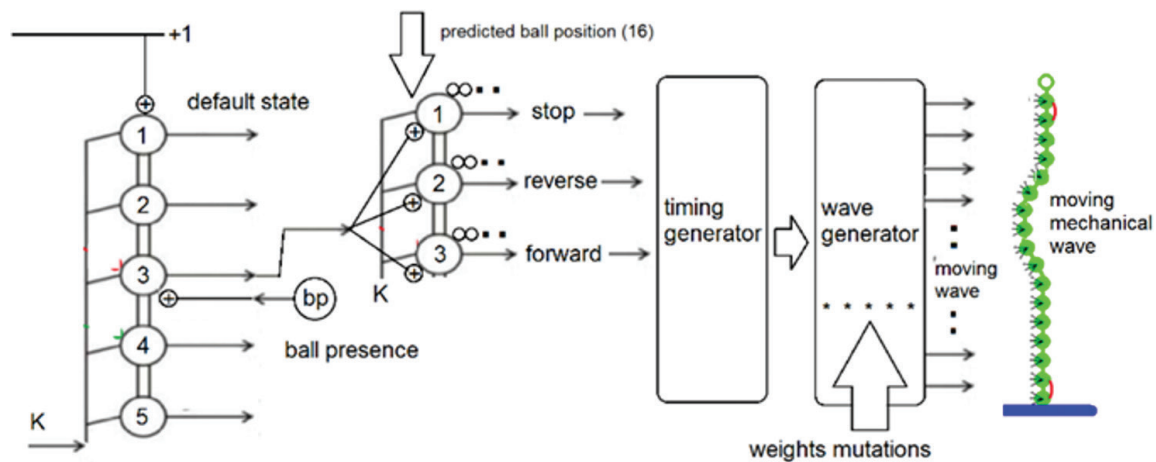 +1
default state
1
2
3
4
5
K
bp
ball presence
predicted ball position (16)
1
2
3
K
stop
reverse
forward
timing
generator
wave
generator
* * * * *
weights mutations
moving
wave
moving
mechanical
wave